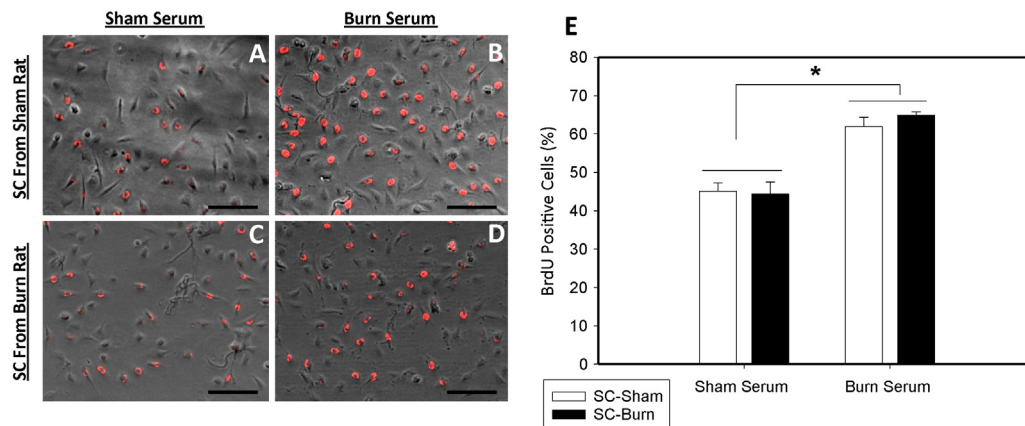 Sham Serum
Burn Serum
SC From Sham Rat
SC From Burn Rat
A
B
C
D
E
BrdU Positive Cells (%)
80
70
60
50
40
30
20
10
0
Sham Serum
Burn Serum
*
SC-Sham
SC-Burn